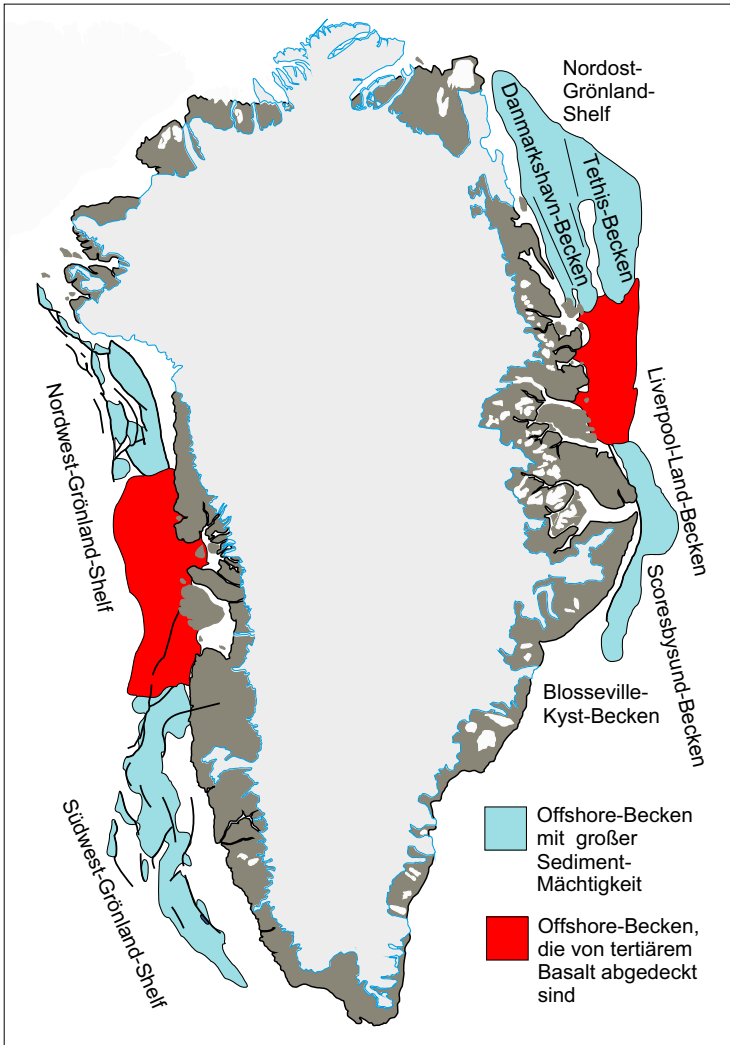 Nordost-
Grönland-
Shelf
Danmarkshavn-Becken
Tethis-Becken
Liverpool-Land-Becken
Nordwest-Grönland-Shelf
Scoresbysund-Becken
Blosseville-
Kyst-Becken
Südwest-Grönland-Shelf
Offshore-Becken
mit großer
Sediment-
Mächtigkeit
Offshore-Becken,
die von tertiärem
Basalt abgedeckt
sind